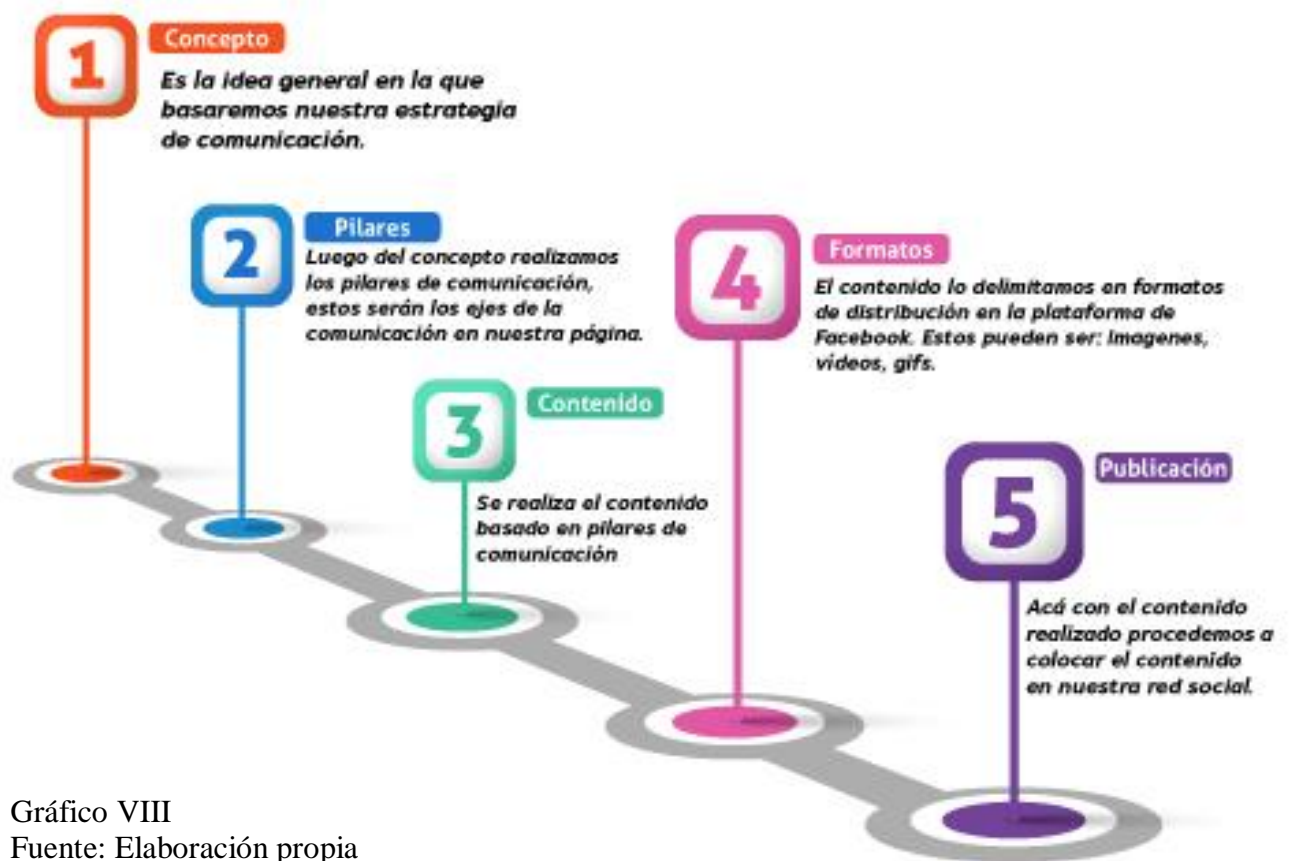 1
Concepto
Es la idea general en la que
basaremos nuestra estrategia
de comunicación.
2
Pilares
Luego del concepto realizamos
los pilares de comunicación,
estos serán los ejes de la
comunicación en nuestra página.
3
Contenido
Se realiza el contenido
basado en pilares de
comunicación
4
Formatos
El contenido lo delimitamos en formatos
de distribución en la plataforma de
Facebook. Estos pueden ser: Imagenes,
vídeos, gifs.
5
Publicación
Acá con el contenido
realizado procedemos a
colocar el contenido
en nuestra red social.
Gráfico VIII
Fuente: Elaboración propia